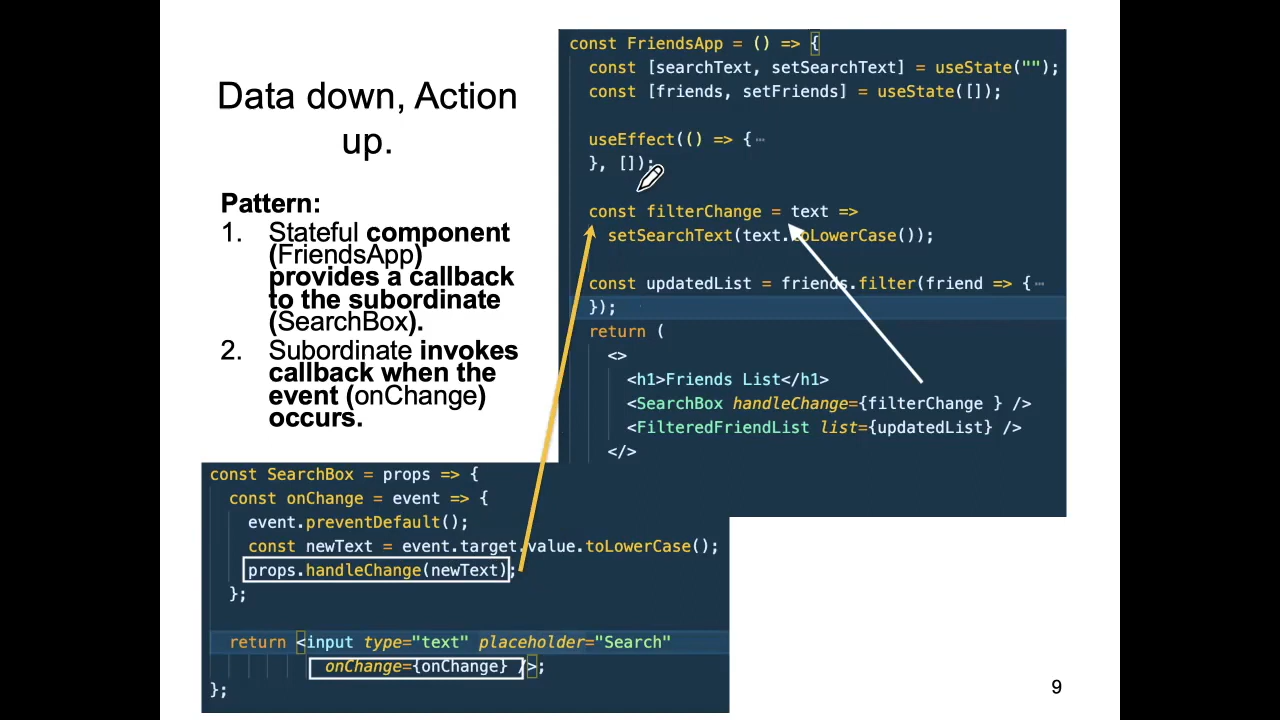 Data down, Action
up.
Pattern:
1. Stateful component
(FriendsApp)
provides a callback
to the subordinate
(SearchBox).
2. Subordinate invokes
callback when the
event (onChange)
occurs.
const FriendsApp = () => {
const [searchText, setSearchText] = useState("");
const [friends, setFriends] = useState([]);
useEffect(() => {⋯
}, []);
const filterChange = text =>
setSearchText(text.toLowerCase());
const updatedList = friends.filter(friend => {⋯
});
return (
<>
<h1>Friends List</h1>
<SearchBox handleChange={filterChange } />
<FilteredFriendList list={updatedList} />
</>
const SearchBox = props => {
const onChange = event => {
event.preventDefault();
const newText = event.target.value.toLowerCase();
props.handleChange(newText);
};
return <input type="text" placeholder="Search"
onChange={onChange} />;
};
9